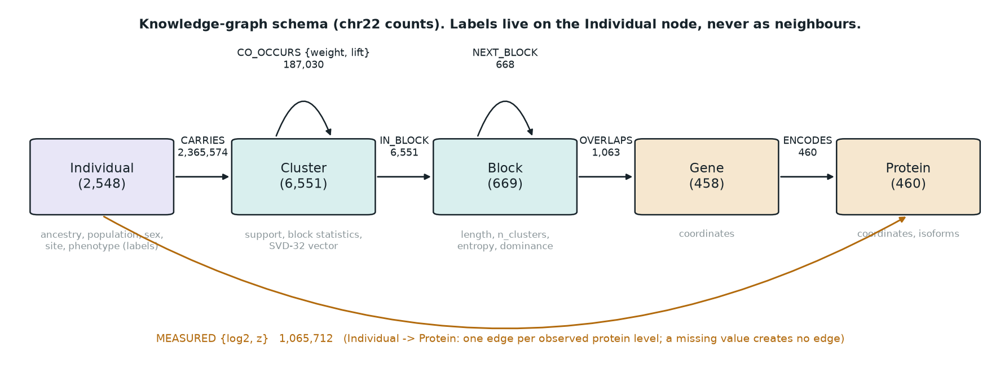 Knowledge-graph schema (chr22 counts). Labels live on the Individual node, never as neighbours.
CO_OCCURS {weight, lift}
187,030
NEXT_BLOCK
668
CARRIES
2,365,574
IN_BLOCK
6,551
OVERLAPS
1,063
ENCODES
460
Individual
(2,548)
Cluster
(6,551)
Block
(669)
Gene
(458)
Protein
(460)
ancestry, population, sex,
site, phenotype (labels)
support, block statistics,
SVD-32 vector
length, n_clusters,
entropy, dominance
coordinates
coordinates, isoforms
MEASURED {log2, z}   1,065,712   (Individual -> Protein: one edge per observed protein level; a missing value creates no edge)